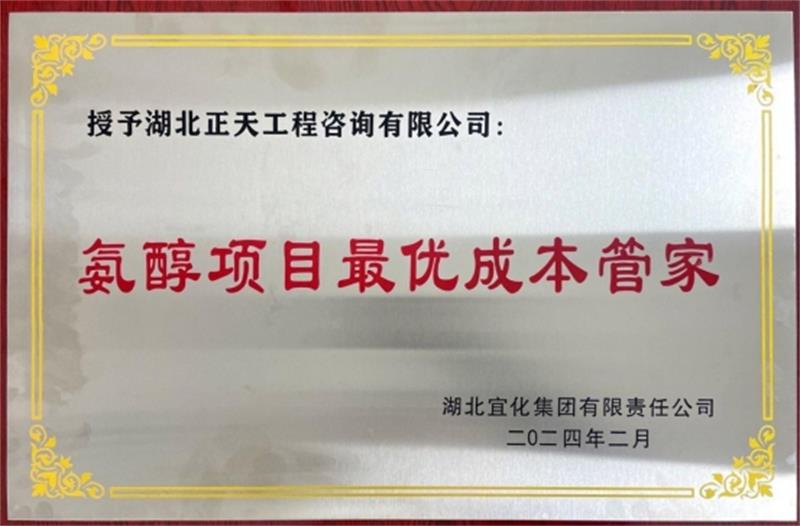 授予湖北正天工程咨询有限公司：
氨醇项目最优成本管家
湖北宜化集团有限责任公司
二0二四年二月